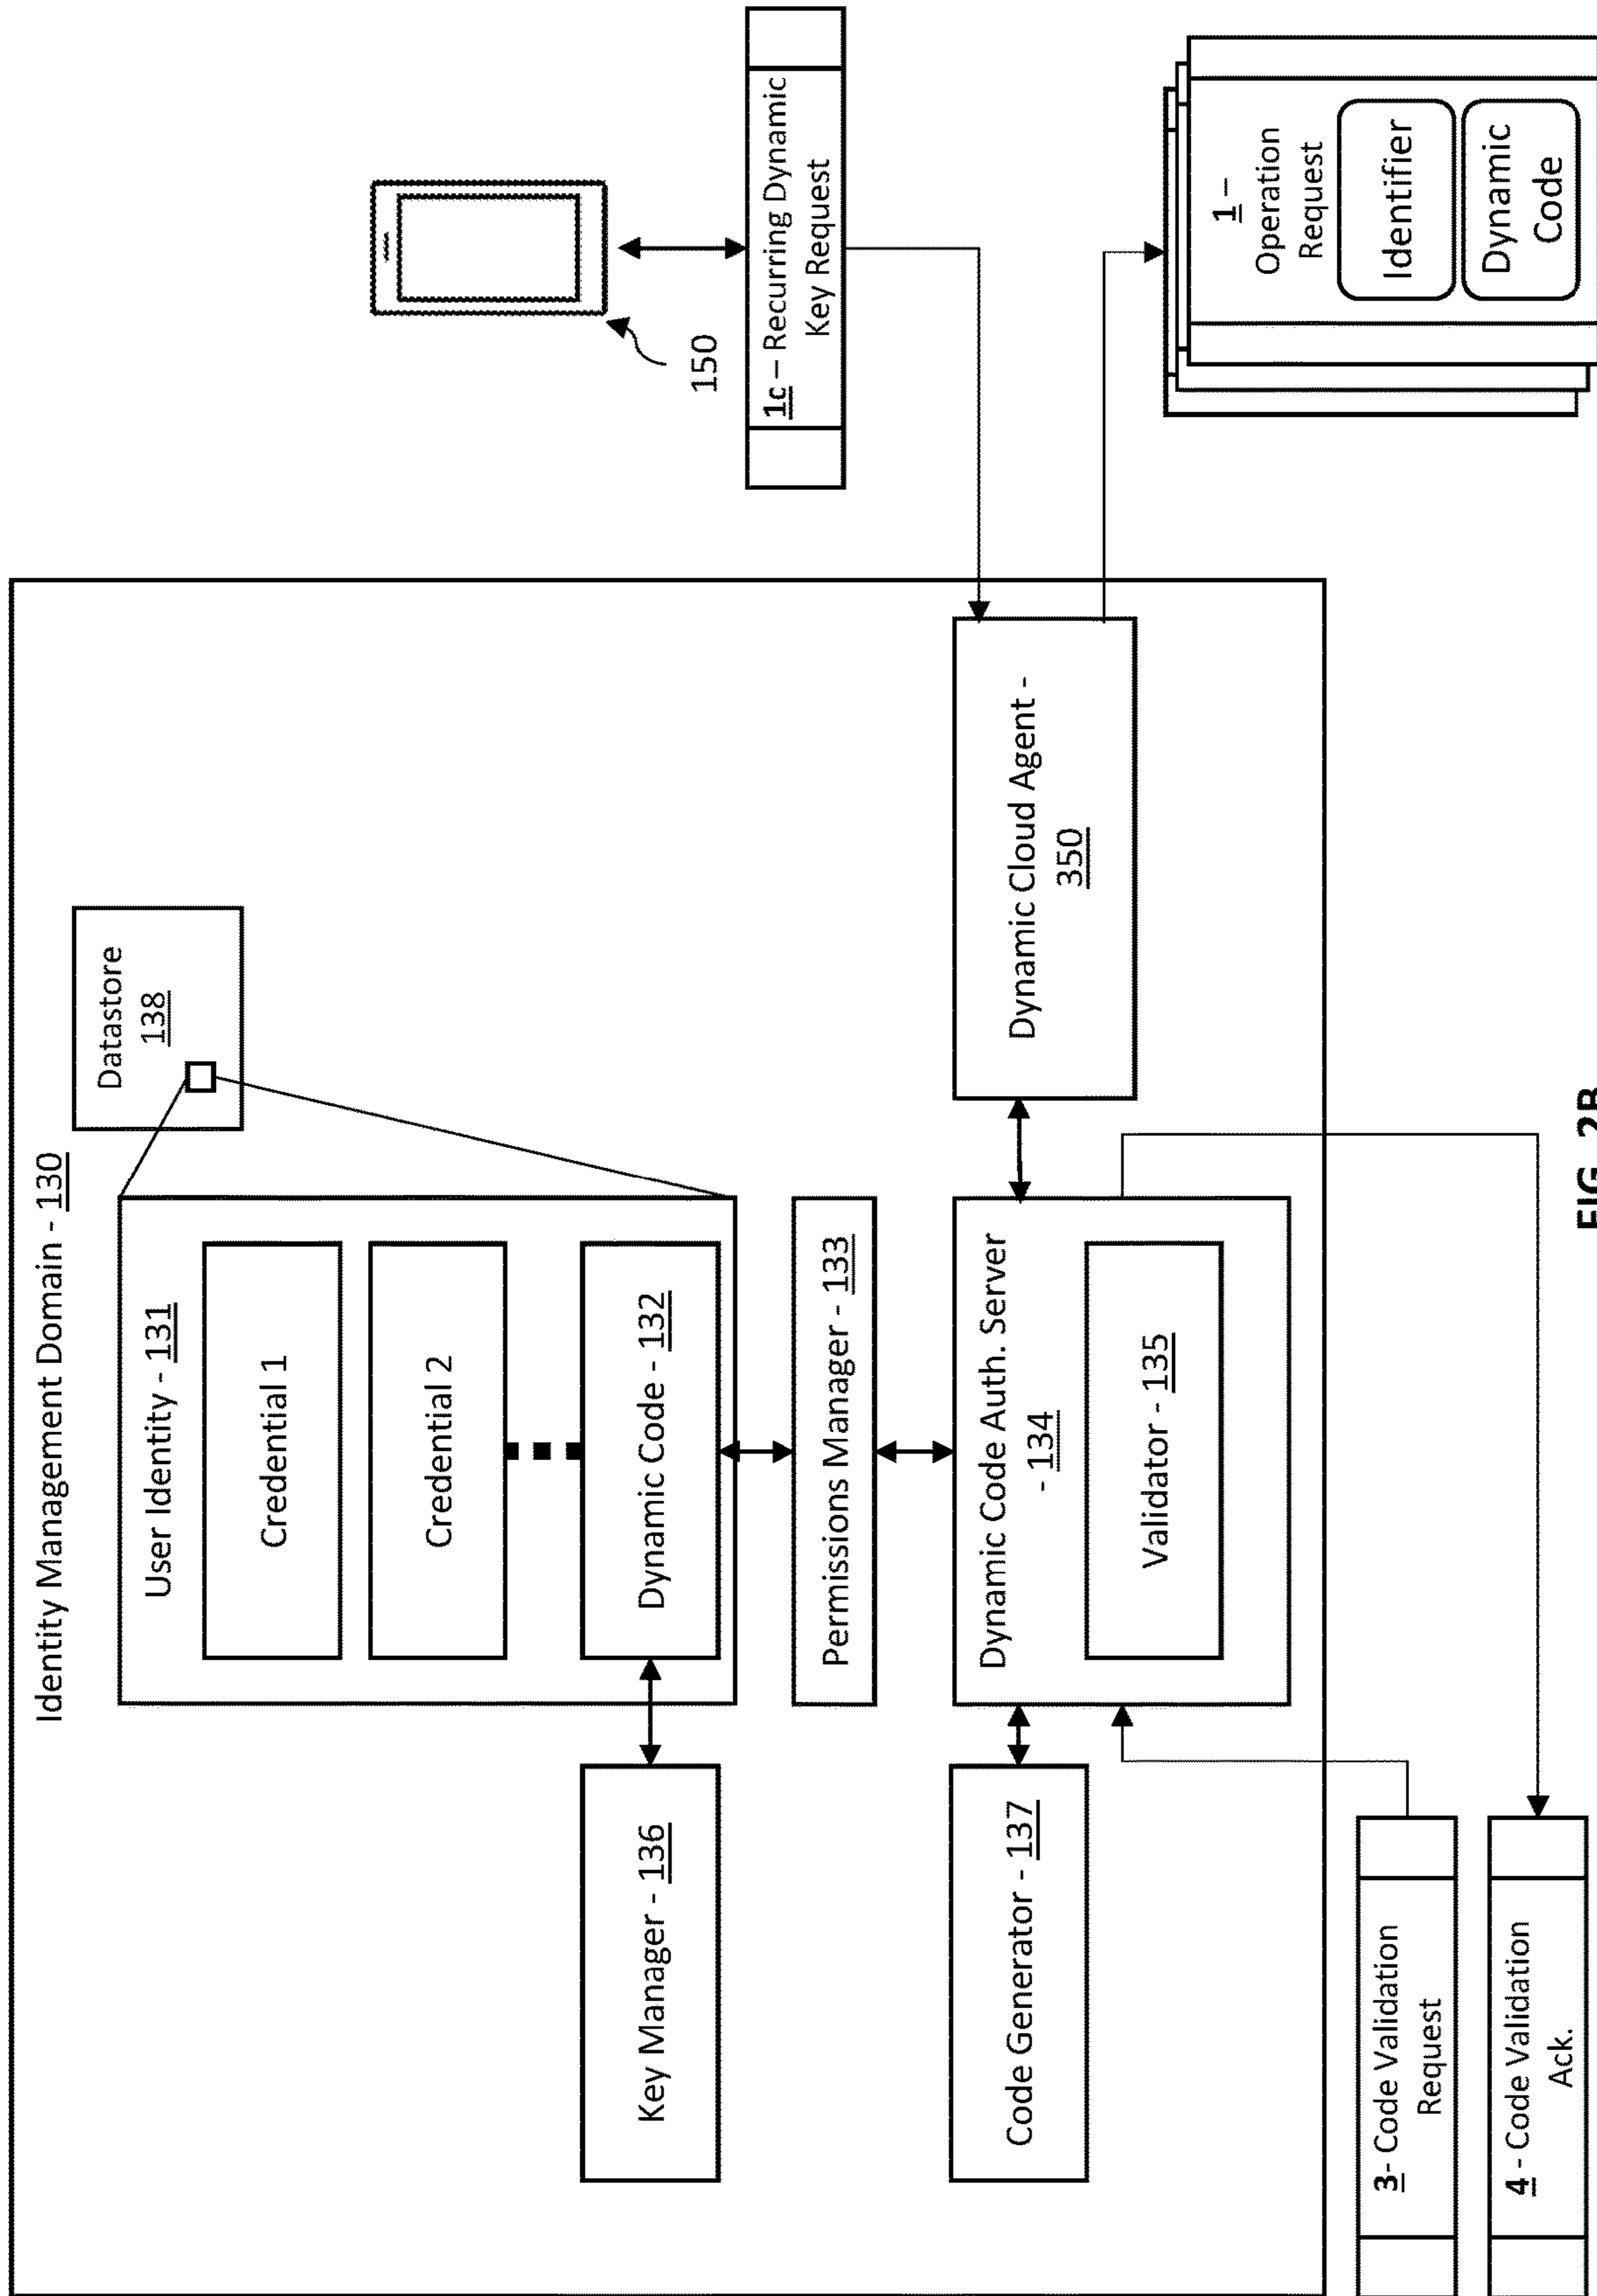 Identity Management Domain - 130
Datastore
138
User Identity - 131
Credential 1
Credential 2
Dynamic Code - 132
Key Manager - 136
Permissions Manager - 133
Dynamic Code Auth. Server
- 134
Validator - 135
Code Generator - 137
Dynamic Cloud Agent -
350
150
1c – Recurring Dynamic
Key Request
1 –
Operation
Request
Identifier
Dynamic
Code
3- Code Validation
Request
4 - Code Validation
Ack.
FIG. 2B